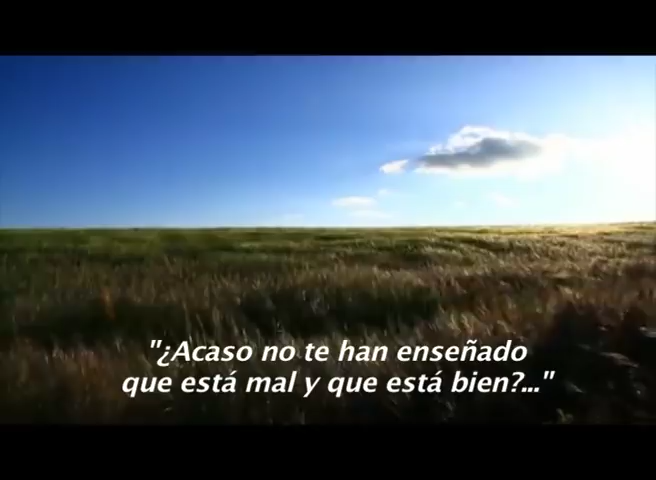 "¿Acaso no te han enseñado
que está mal y que está bien?..."